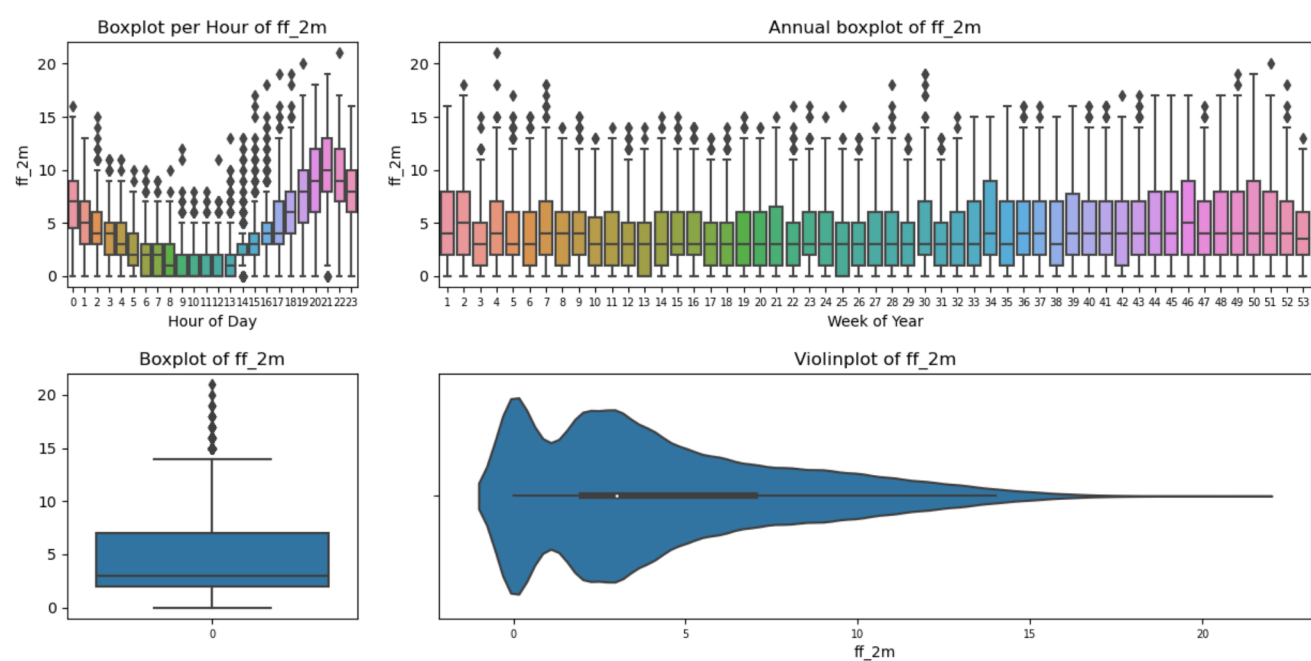 Boxplot per Hour of ff_2m
Annual boxplot of ff_2m
ff_2m
20
15
10
5
0
0 1 2 3 4 5 6 7 8 9 10 11 12 13 14 15 16 17 18 19 20 21 22 23
Hour of Day
ff_2m
20
15
10
5
0
1 2 3 4 5 6 7 8 9 10 11 12 13 14 15 16 17 18 19 20 21 22 23 24 25 26 27 28 29 30 31 32 33 34 35 36 37 38 39 40 41 42 43 44 45 46 47 48 49 50 51 52 53
Week of Year
Boxplot of ff_2m
Violinplot of ff_2m
20
15
10
5
0
0
0 5 10 15 20
ff_2m